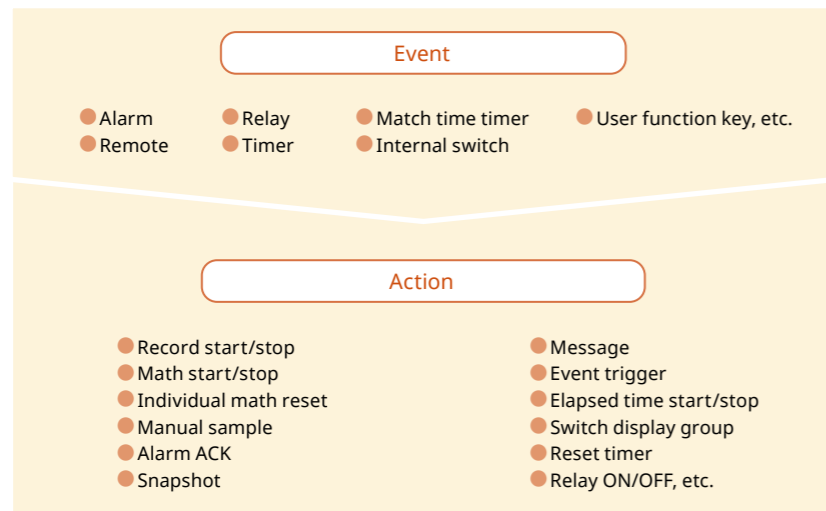 Event
Alarm
Remote
Relay
Timer
Match time timer
Internal switch
User function key, etc.
Action
Record start/stop
Math start/stop
Individual math reset
Manual sample
Alarm ACK
Snapshot
Message
Event trigger
Elapsed time start/stop
Switch display group
Reset timer
Relay ON/OFF, etc.